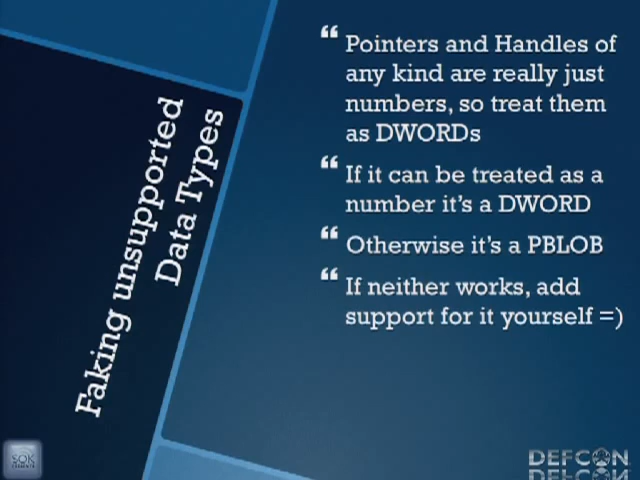 Faking unsupported
Data Types
“ Pointers and Handles of
any kind are really just
numbers, so treat them
as DWORDs
“ If it can be treated as a
number it's a DWORD
“ Otherwise it's a PBLOB
“ If neither works, add
support for it yourself =)
SOK
DEFCON